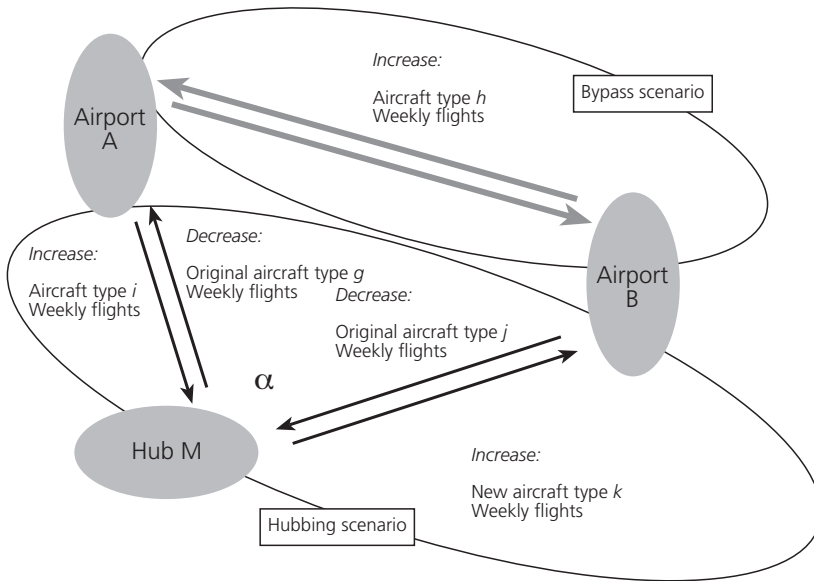 Increase:
Aircraft type h
Weekly flights
Bypass scenario
Airport
A
Increase:
Aircraft type i
Weekly flights
Decrease:
Original aircraft type g
Weekly flights
Decrease:
Original aircraft type j
Weekly flights
Airport
B
α
Hub M
Increase:
New aircraft type k
Weekly flights
Hubbing scenario